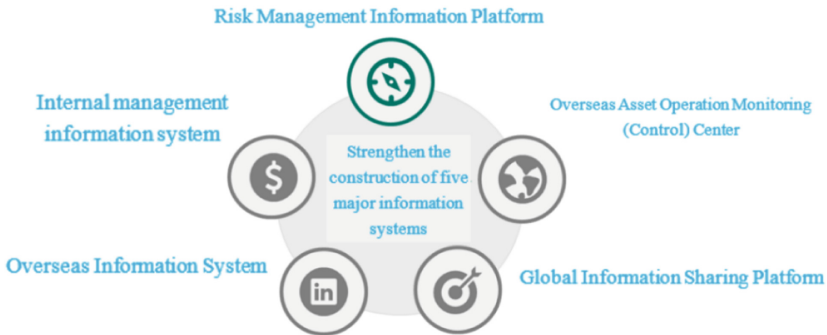 Risk Management Information Platform
Internal management
information system
Overseas Asset Operation Monitoring
(Control) Center
Strengthen the
construction of five
major information
systems
Overseas Information System
Global Information Sharing Platform
$
in